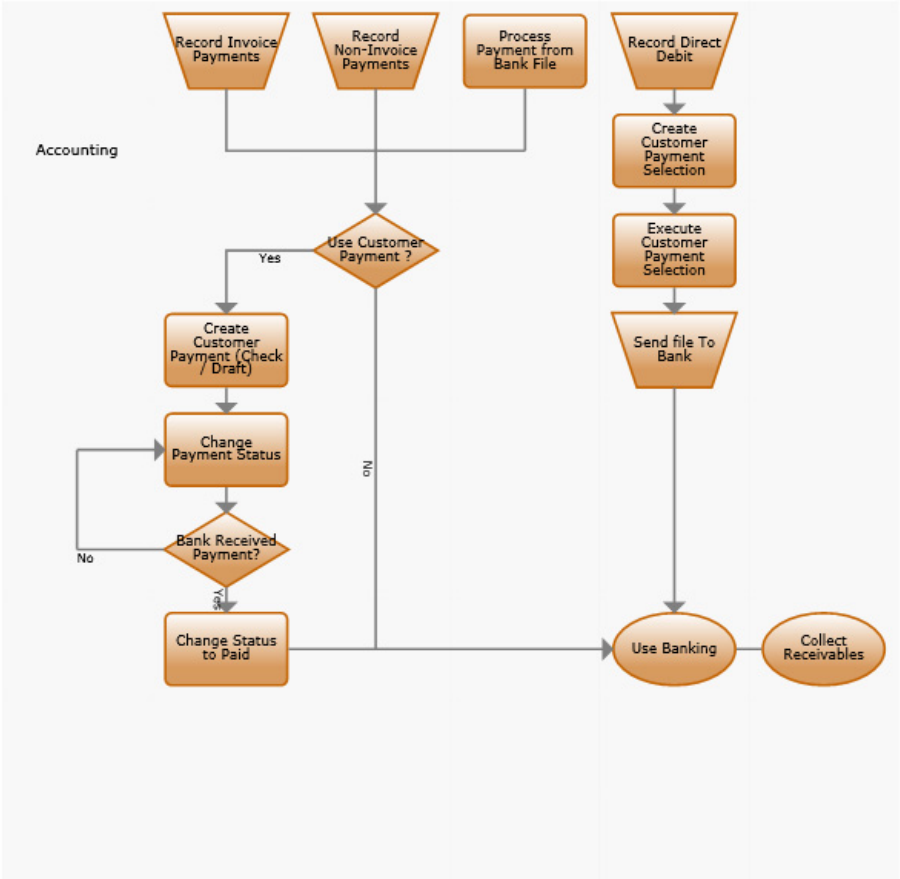 Record Invoice
Payments
Record
Non-Invoice
Payments
Process
Payment from
Bank File
Record Direct
Debit
Accounting
Create
Customer
Payment
Selection
Use Customer
Payment ?
Yes
Execute
Customer
Payment
Selection
Create
Customer
Payment (Check
/ Draft)
Send file To
Bank
Change
Payment Status
No
Bank Received
Payment?
No
Yes
Change Status
to Paid
Use Banking
Collect
Receivables